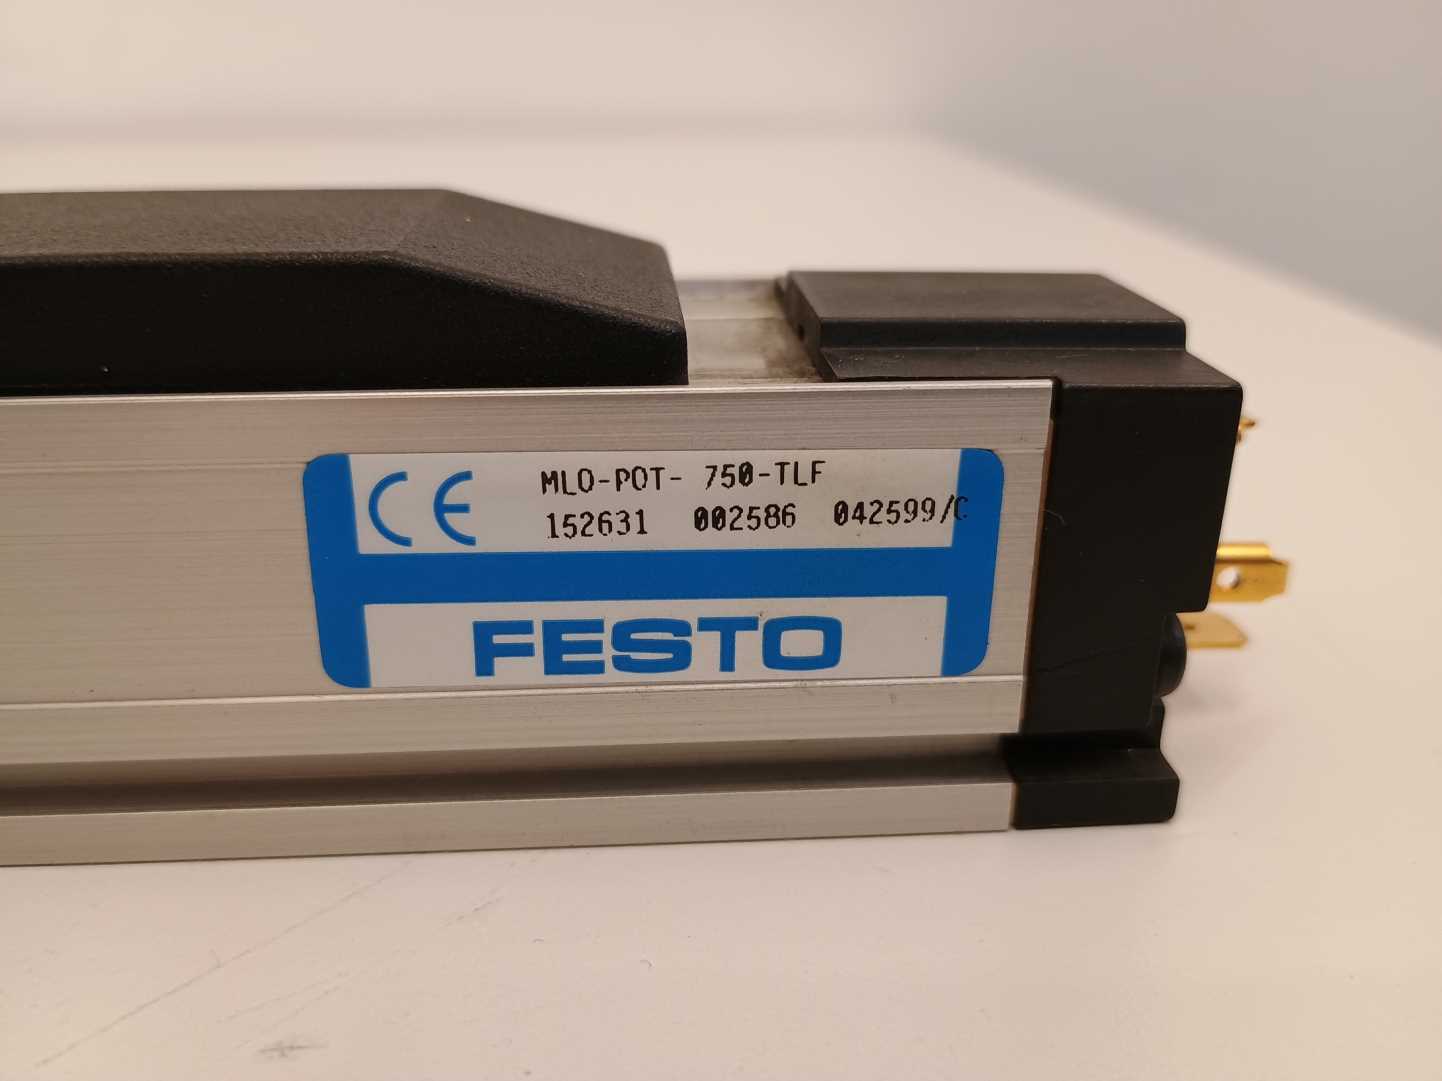 CE MLO-POT- 750-TLF
152631 002586 042599/C
FESTO